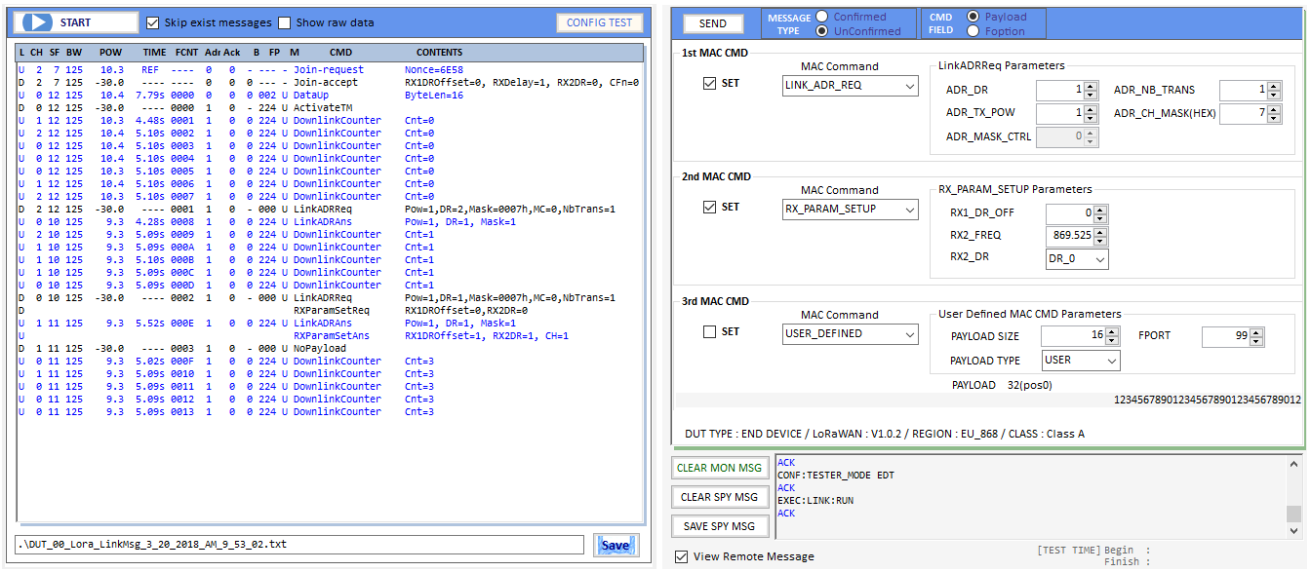 START
Skip exist messages
Show raw data
CONFIG TEST
L CH SF BW POW TIME FCNT Adr Ack B FP M CMD CONTENTS
U 2 7 125 10.3 REF ---- 0 0 - --- - Join-request Nonce=6E58
D 2 7 125 -30.0 ---- ---- 0 0 0 --- - Join-accept RX1DROffset=0, RXDelay=1, RX2DR=0, CFn=0
U 0 12 125 10.4 7.79s 0000 0 0 0 002 U DataUp ByteLen=16
D 0 12 125 -30.0 ---- 0000 1 0 - 224 U ActivateTM
U 1 12 125 10.3 4.48s 0001 1 0 0 224 U DownlinkCounter Cnt=0
U 2 12 125 10.4 5.10s 0002 1 0 0 224 U DownlinkCounter Cnt=0
U 0 12 125 10.4 5.10s 0003 1 0 0 224 U DownlinkCounter Cnt=0
U 0 12 125 10.4 5.10s 0004 1 0 0 224 U DownlinkCounter Cnt=0
U 0 12 125 10.3 5.10s 0005 1 0 0 224 U DownlinkCounter Cnt=0
U 1 12 125 10.4 5.10s 0006 1 0 0 224 U DownlinkCounter Cnt=0
U 2 12 125 10.3 5.10s 0007 1 0 0 224 U DownlinkCounter Cnt=0
D 2 12 125 -30.0 ---- 0001 1 0 - 000 U LinkADRReq Pow=1,DR=2,Mask=0007h,MC=0,NbTrans=1
U 0 10 125 9.3 4.28s 0008 1 0 0 224 U LinkADRAns Pow=1, DR=1, Mask=1
U 2 10 125 9.3 5.09s 0009 1 0 0 224 U DownlinkCounter Cnt=1
U 1 10 125 9.3 5.09s 000A 1 0 0 224 U DownlinkCounter Cnt=1
U 1 10 125 9.3 5.10s 000B 1 0 0 224 U DownlinkCounter Cnt=1
U 1 10 125 9.3 5.09s 000C 1 0 0 224 U DownlinkCounter Cnt=1
U 0 10 125 9.3 5.09s 000D 1 0 0 224 U DownlinkCounter Cnt=1
D 0 10 125 -30.0 ---- 0002 1 0 - 000 U LinkADRReq Pow=1,DR=1,Mask=0007h,MC=0,NbTrans=1
D RXParamSetReq RX1DROffset=0,RX2DR=0
U 1 11 125 9.3 5.52s 000E 1 0 0 224 U LinkADRAns Pow=1, DR=1, Mask=1
U RXParamSetAns RX1DROffset=1, RX2DR=1, CH=1
D 1 11 125 -30.0 ---- 0003 1 0 - 000 U NoPayload
U 0 11 125 9.3 5.02s 000F 1 0 0 224 U DownlinkCounter Cnt=3
U 1 11 125 9.3 5.09s 0010 1 0 0 224 U DownlinkCounter Cnt=3
U 0 11 125 9.3 5.09s 0011 1 0 0 224 U DownlinkCounter Cnt=3
U 0 11 125 9.3 5.09s 0012 1 0 0 224 U DownlinkCounter Cnt=3
U 0 11 125 9.3 5.09s 0013 1 0 0 224 U DownlinkCounter Cnt=3
.\DUT_00_Lora_LinkMsg_3_20_2018_AM_9_53_02.txt
Save
SEND
MESSAGE TYPE
Confirmed
UnConfirmed
CMD FIELD
Payload
Foption
1st MAC CMD
SET
MAC Command
LINK_ADR_REQ
LinkADRReq Parameters
ADR_DR 1 ADR_NB_TRANS 1
ADR_TX_POW 1 ADR_CH_MASK(HEX) 7
ADR_MASK_CTRL 0
2nd MAC CMD
SET
MAC Command
RX_PARAM_SETUP
RX_PARAM_SETUP Parameters
RX1_DR_OFF 0
RX2_FREQ 869.525
RX2_DR DR_0
3rd MAC CMD
SET
MAC Command
USER_DEFINED
User Defined MAC CMD Parameters
PAYLOAD SIZE 16 FPORT 99
PAYLOAD TYPE USER
PAYLOAD 32(pos0)
12345678901234567890123456789012
DUT TYPE : END DEVICE / LoRaWAN : V1.0.2 / REGION : EU_868 / CLASS : Class A
CLEAR MON MSG
CLEAR SPY MSG
SAVE SPY MSG
ACK
CONF:TESTER_MODE EDT
ACK
EXEC:LINK:RUN
ACK
View Remote Message
[TEST TIME] Begin :
Finish :